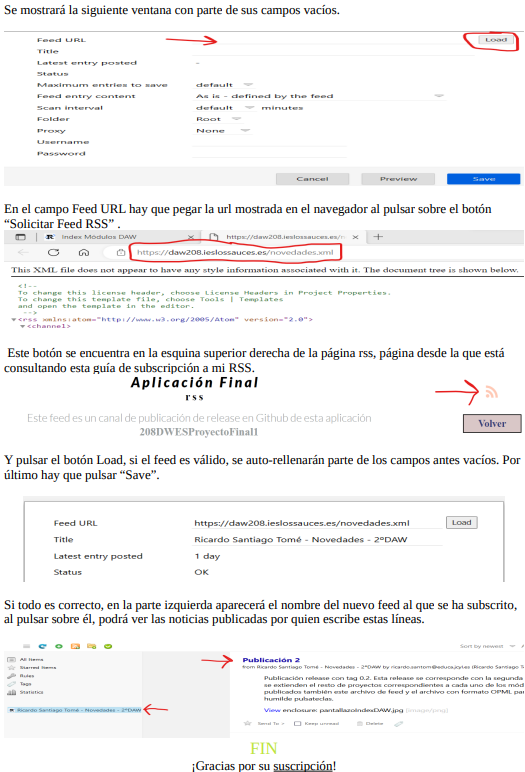 Se mostrará la siguiente ventana con parte de sus campos vacíos.
Feed URL Load
Title
Latest entry posted -
Status
Maximum entries to save default
Feed entry content As is - defined by the feed
Scan interval default minutes
Folder Root
Proxy None
Username
Password
Cancel Preview Save
En el campo Feed URL hay que pegar la url mostrada en el navegador al pulsar sobre el botón
“Solicitar Feed RSS” .
Index Módulos DAW https://daw208.ieslossauces.es/n
https://daw208.ieslossauces.es/novedades.xml
This XML file does not appear to have any style information associated with it. The document tree is shown below.
<!--
To change this license header, choose License Headers in Project Properties.
To change this template file, choose Tools | Templates
and open the template in the editor.
-->
<rss xmlns:atom="http://www.w3.org/2005/Atom" version="2.0">
<channel>
Este botón se encuentra en la esquina superior derecha de la página rss, página desde la que está
consultando esta guía de subscripción a mi RSS.
Aplicación Final
rss
Este feed es un canal de publicación de release en Github de esta aplicación
208DWESProyectoFinal1
Volver
Y pulsar el botón Load, si el feed es válido, se auto-rellenarán parte de los campos antes vacíos. Por
último hay que pulsar “Save”.
Feed URL https://daw208.ieslossauces.es/novedades.xml Load
Title Ricardo Santiago Tomé - Novedades - 2ºDAW
Latest entry posted 1 day
Status OK
Si todo es correcto, en la parte izquierda aparecerá el nombre del nuevo feed al que se ha subscrito,
al pulsar sobre él, podrá ver las noticias publicadas por quien escribe estas líneas.
Sort by newest
All items
Starred items
Rules
Tags
Statistics
Ricardo Santiago Tomé - Novedades - 2ºDAW
Publicación 2
from Ricardo Santiago Tomé - Novedades - 2ºDAW by ricardo.santom@educa.jcyl.es (Ricardo Santiago T
Publicación release con tag 0.2. Esta release se corresponde con la segunda
se extienden el resto de proyectos correspondientes a cada uno de los mód
publicados también este archivo de feed y el archivo con formato OPML par
humilde pulsateclas.
View enclosure: pantallazoIndexDAW.jpg [image/png]
Send To Keep unread Delete
FIN
¡Gracias por su suscripción!